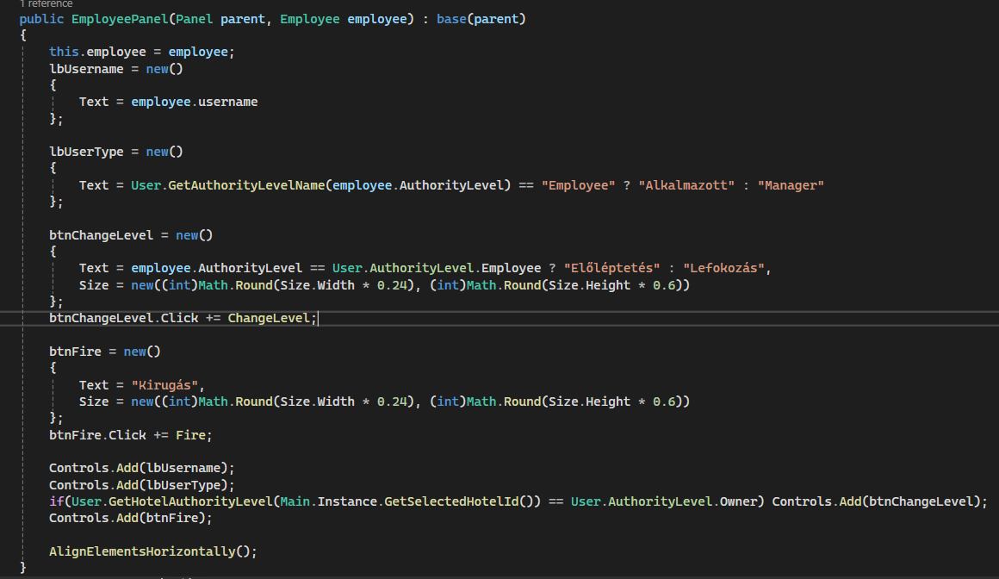 1 reference
public EmployeePanel(Panel parent, Employee employee) : base(parent)
{
    this.employee = employee;
    lbUsername = new()
    {
        Text = employee.username
    };

    lbUserType = new()
    {
        Text = User.GetAuthorityLevelName(employee.AuthorityLevel) == "Employee" ? "Alkalmazott" : "Manager"
    };

    btnChangeLevel = new()
    {
        Text = employee.AuthorityLevel == User.AuthorityLevel.Employee ? "Előléptetés" : "Lefokozás",
        Size = new((int)Math.Round(Size.Width * 0.24), (int)Math.Round(Size.Height * 0.6))
    };
    btnChangeLevel.Click += ChangeLevel;

    btnFire = new()
    {
        Text = "Kirugás",
        Size = new((int)Math.Round(Size.Width * 0.24), (int)Math.Round(Size.Height * 0.6))
    };
    btnFire.Click += Fire;

    Controls.Add(lbUsername);
    Controls.Add(lbUserType);
    if(User.GetHotelAuthorityLevel(Main.Instance.GetSelectedHotelId()) == User.AuthorityLevel.Owner) Controls.Add(btnChangeLevel);
    Controls.Add(btnFire);

    AlignElementsHorizontally();
}